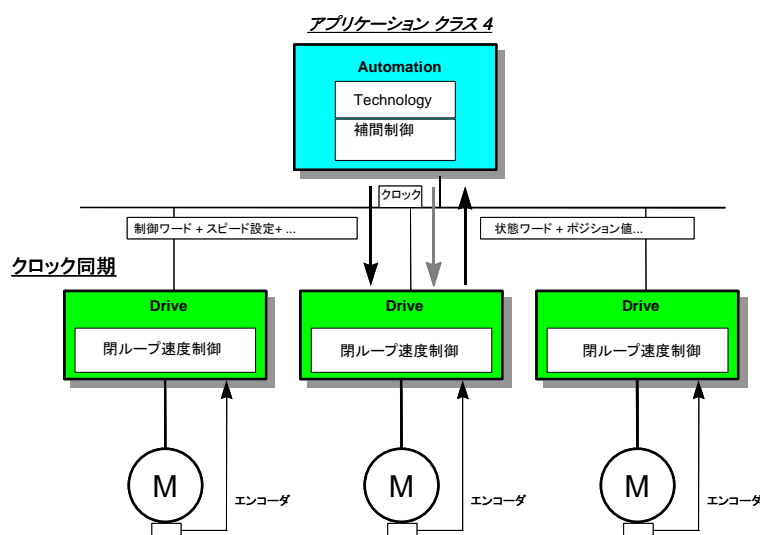 アプリケーション クラス 4
Automation
Technology
補間制御
クロック
制御ワード + スピード設定+ ...
状態ワード + ポジション値...
クロック同期
Drive
閉ループ速度制御
Drive
閉ループ速度制御
Drive
閉ループ速度制御
M
エンコーダ
M
エンコーダ
M
エンコーダ